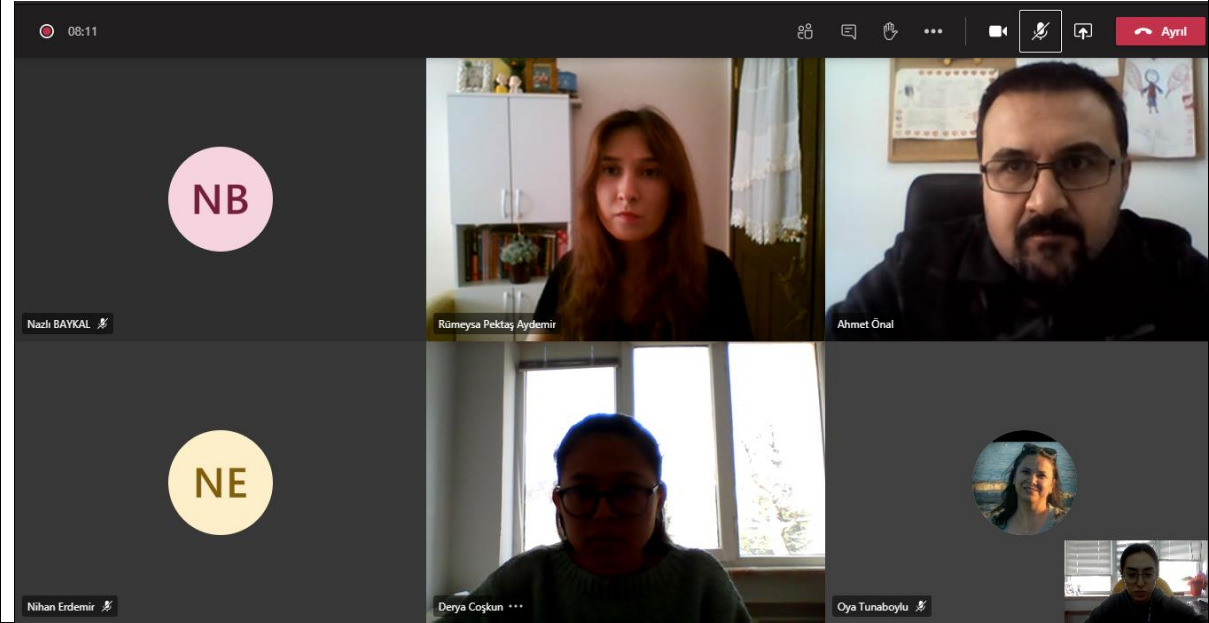 08:11
Ayrıl
NB
Nazlı BAYKAL
Rümeysa Pektaş Aydemir
Ahmet Önal
NE
Nihan Erdemir
Derya Coşkun
Oya Tunaboylu